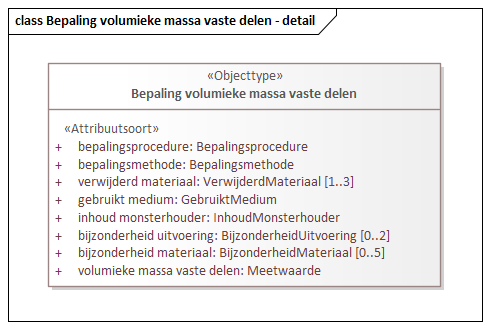 class Bepaling volumieke massa vaste delen - detail
«Objecttype»
Bepaling volumieke massa vaste delen
«Attribuutsoort»
+ bepalingsprocedure: Bepalingsprocedure
+ bepalingsmethode: Bepalingsmethode
+ verwijderd materiaal: VerwijderdMateriaal [1..3]
+ gebruikt medium: GebruiktMedium
+ inhoud monsterhouder: InhoudMonsterhouder
+ bijzonderheid uitvoering: BijzonderheidUitvoering [0..2]
+ bijzonderheid materiaal: BijzonderheidMateriaal [0..5]
+ volumieke massa vaste delen: Meetwaarde